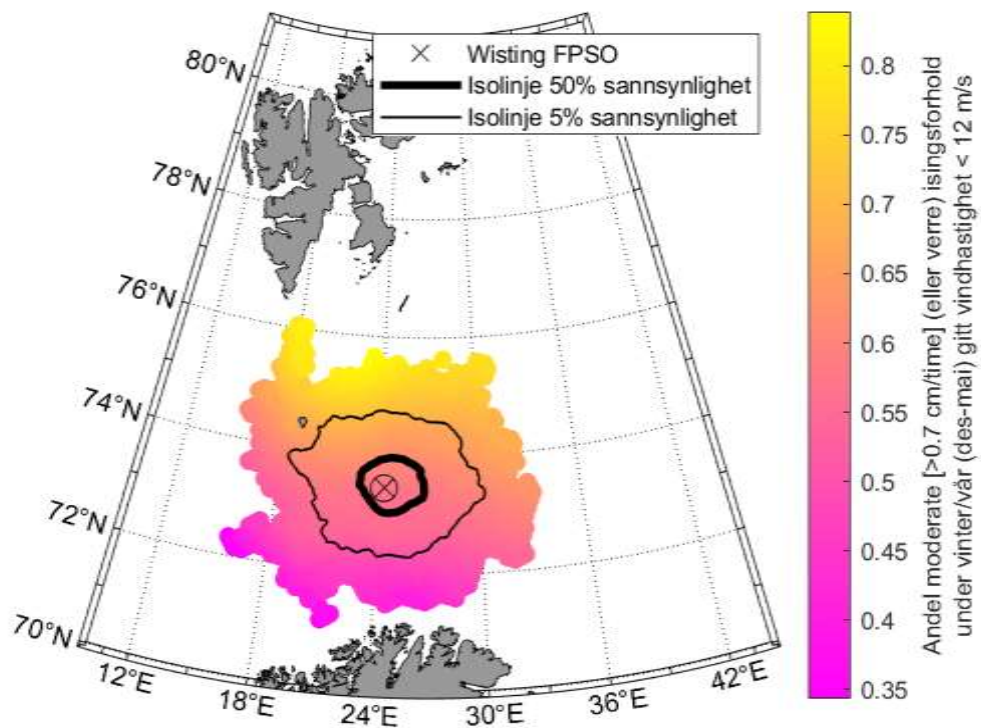 Wisting FPSO
Isolinje 50% sannsynlighet
Isolinje 5% sannsynlighet
80°N
78°N
76°N
74°N
72°N
70°N
12°E
18°E
24°E
30°E
36°E
42°E
0.8
0.75
0.7
0.65
0.6
0.55
0.5
0.45
0.4
0.35
Andel moderate [>0.7 cm/time] (eller verre) isingsforhold
under vinter/vår (des-mai) gitt vindhastighet < 12 m/s